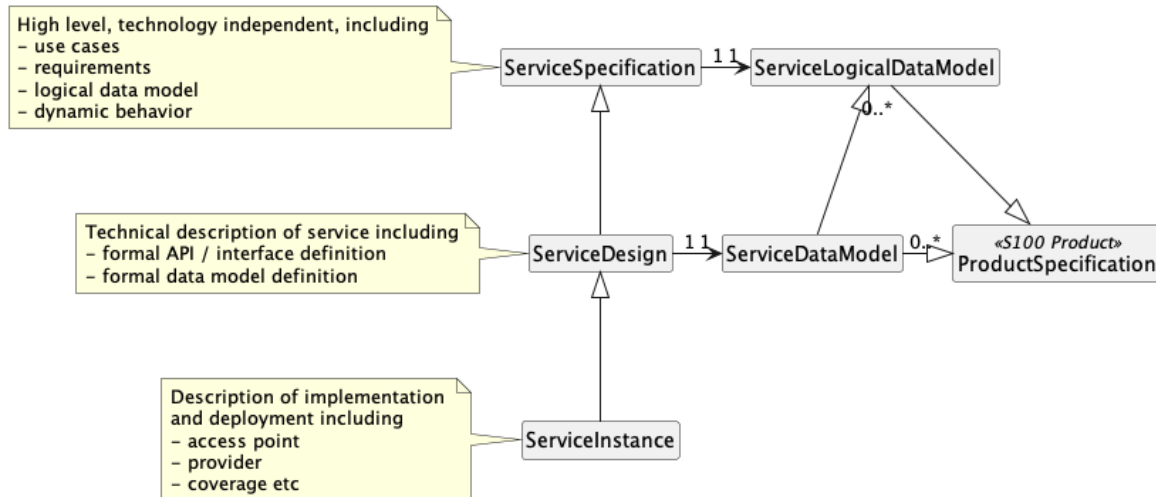 High level, technology independent, including
– use cases
– requirements
– logical data model
– dynamic behavior
ServiceSpecification
1 1
ServiceLogicalDataModel
0..*
Technical description of service including
– formal API / interface definition
– formal data model definition
ServiceDesign
1 1
ServiceDataModel
0..*
«S100 Product»
ProductSpecification
Description of implementation
and deployment including
– access point
– provider
– coverage etc
ServiceInstance